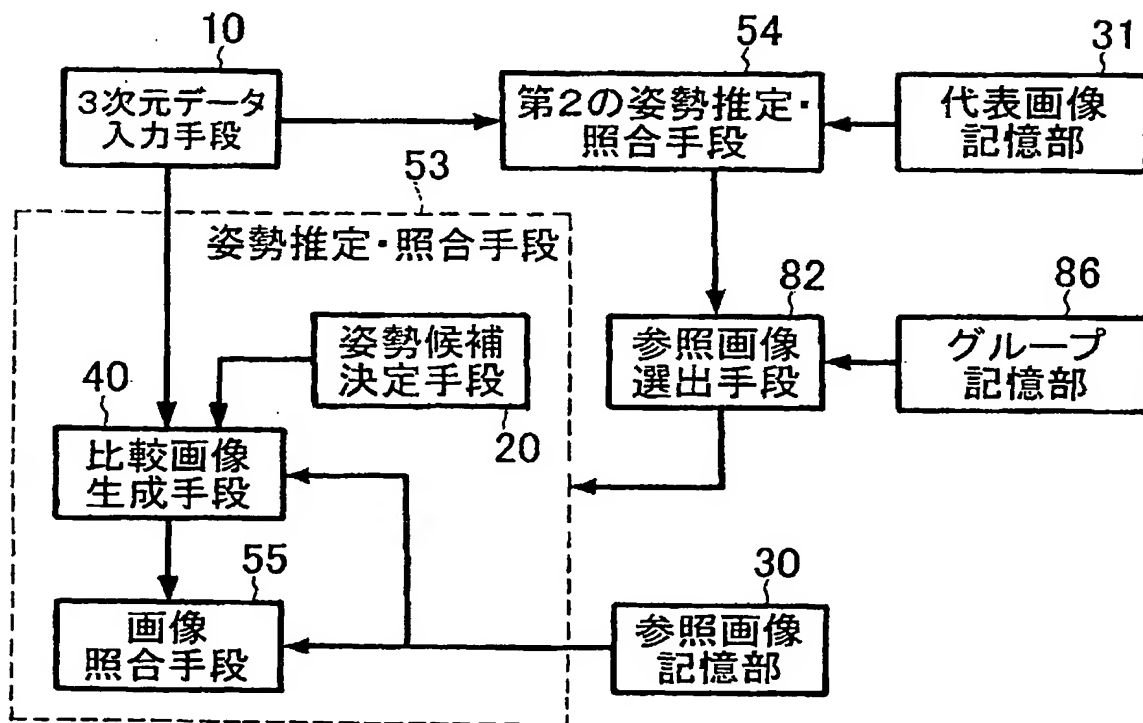 10
3次元データ
入力手段
54
第2の姿勢推定・
照合手段
31
代表画像
記憶部
53
姿勢推定・照合手段
姿勢候補
決定手段
20
82
参照画像
選出手段
86
グループ
記憶部
40
比較画像
生成手段
55
画像
照合手段
30
参照画像
記憶部